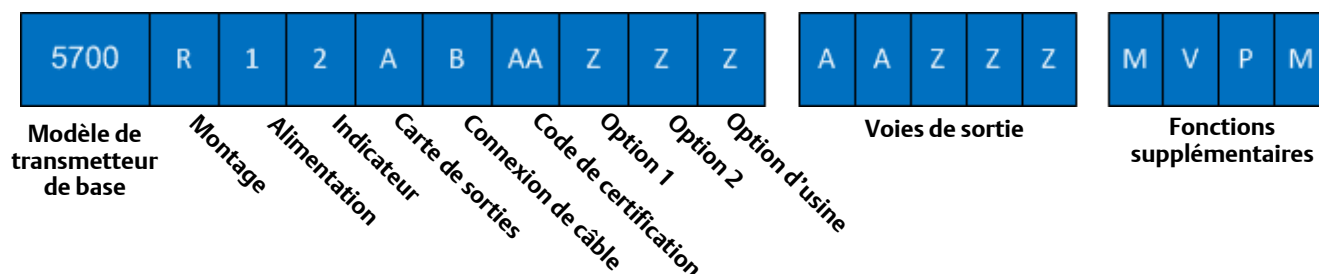 5700 R 1 2 A B AA Z Z Z A A Z Z Z M V P M
Modèle de
transmetteur
de base
Montage
Alimentation
Indicateur
Carte de sorties
Connexion de câble
Code de certification
Option 1
Option 2
Option d'usine
Voies de sortie
Fonctions
supplémentaires